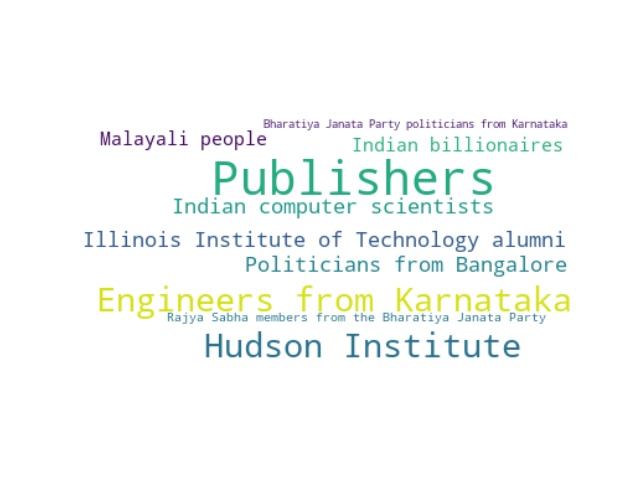 Bharatiya Janata Party politicians from Karnataka
Malayali people
Indian billionaires
Publishers
Indian computer scientists
Illinois Institute of Technology alumni
Politicians from Bangalore
Engineers from Karnataka
Rajya Sabha members from the Bharatiya Janata Party
Hudson Institute